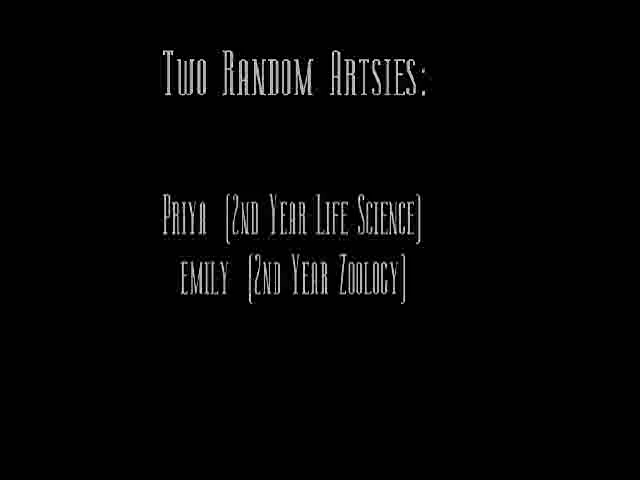 Two Random Artsies:
Priya (2nd Year Life Science)
Emily (2nd Year Zoology)